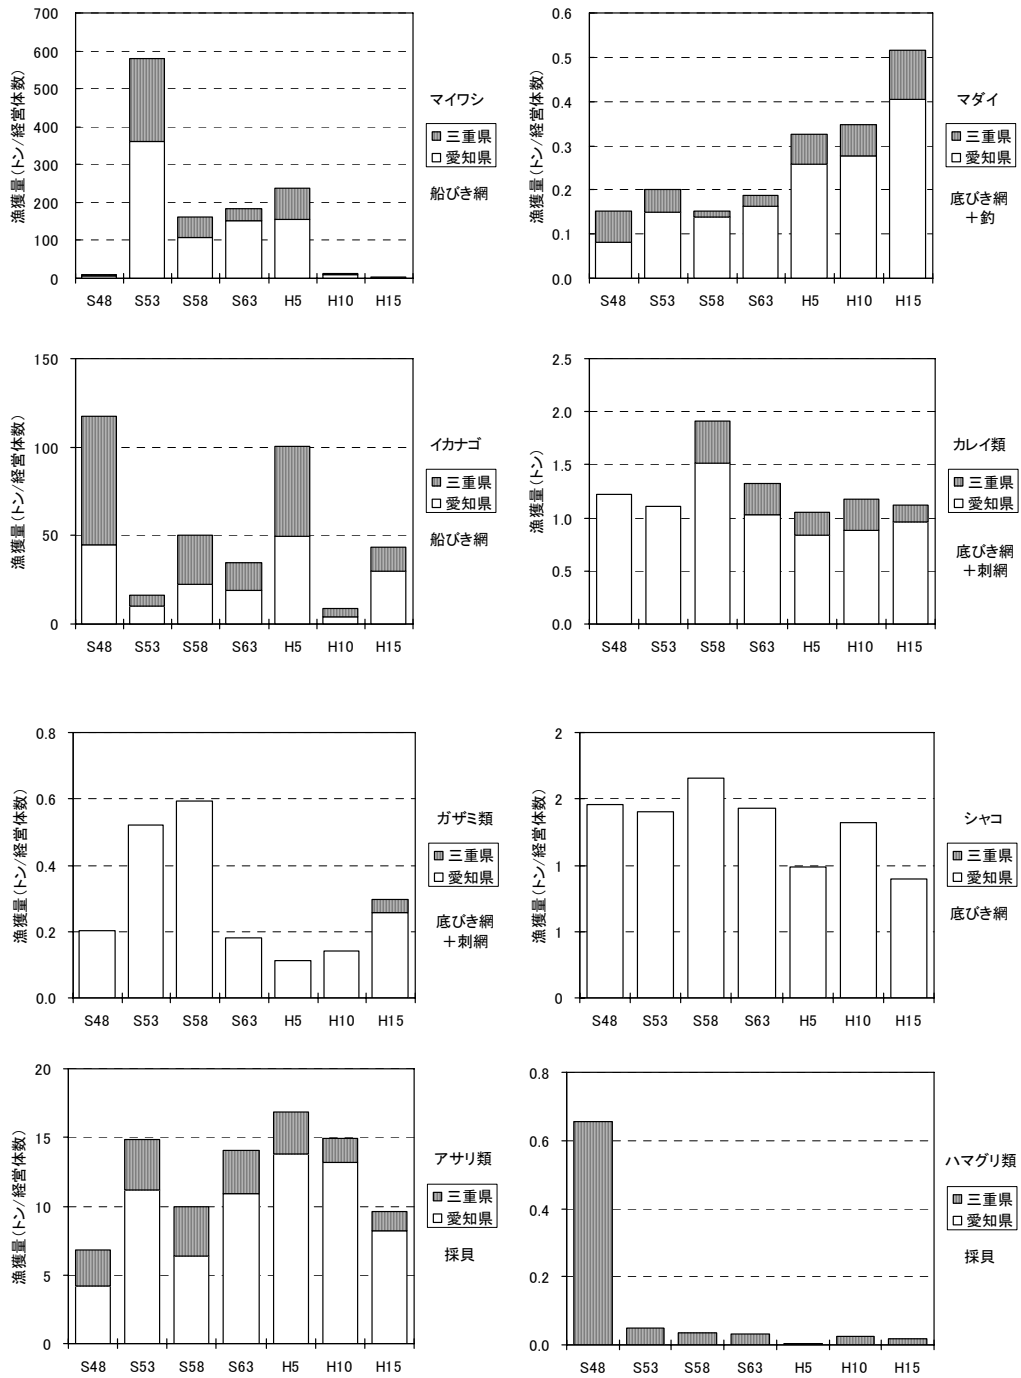 700
600
500
400
300
200
100
0
漁獲量(トン/経営体数)
S48 S53 S58 S63 H5 H10 H15
マイワシ
三重県
愛知県
船びき網
0.6
0.5
0.4
0.3
0.2
0.1
0.0
漁獲量(トン/経営体数)
S48 S53 S58 S63 H5 H10 H15
マダイ
三重県
愛知県
底びき網
+釣
150
100
50
0
漁獲量(トン/経営体数)
S48 S53 S58 S63 H5 H10 H15
イカナゴ
三重県
愛知県
船びき網
2.5
2.0
1.5
1.0
0.5
0.0
漁獲量(トン)
S48 S53 S58 S63 H5 H10 H15
カレイ類
三重県
愛知県
底びき網
+刺網
0.8
0.6
0.4
0.2
0.0
漁獲量(トン/経営体数)
S48 S53 S58 S63 H5 H10 H15
ガザミ類
三重県
愛知県
底びき網
+刺網
2
2
1
1
0
漁獲量(トン/経営体数)
S48 S53 S58 S63 H5 H10 H15
シャコ
三重県
愛知県
底びき網
20
15
10
5
0
漁獲量(トン/経営体数)
S48 S53 S58 S63 H5 H10 H15
アサリ類
三重県
愛知県
採貝
0.8
0.6
0.4
0.2
0.0
漁獲量(トン/経営体数)
S48 S53 S58 S63 H5 H10 H15
ハマグリ類
三重県
愛知県
採貝